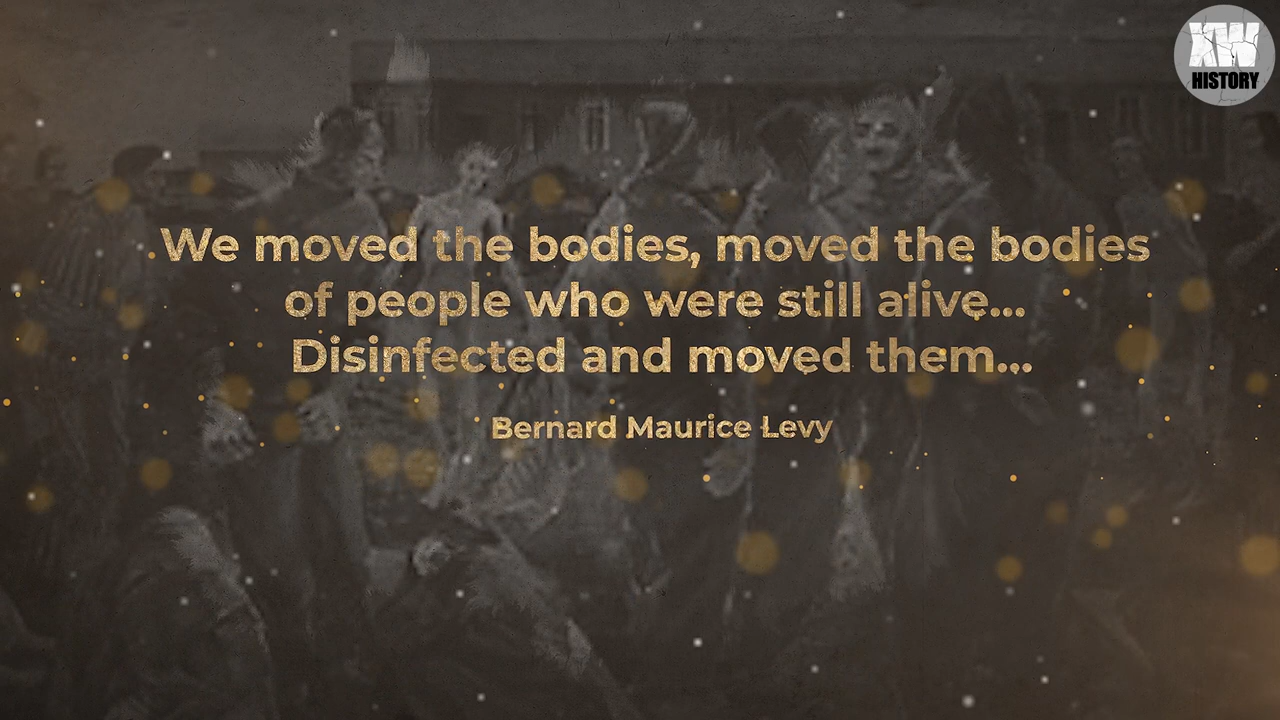 XW
HISTORY
We moved the bodies, moved the bodies
of people who were still alive...
Disinfected and moved them...
Bernard Maurice Levy